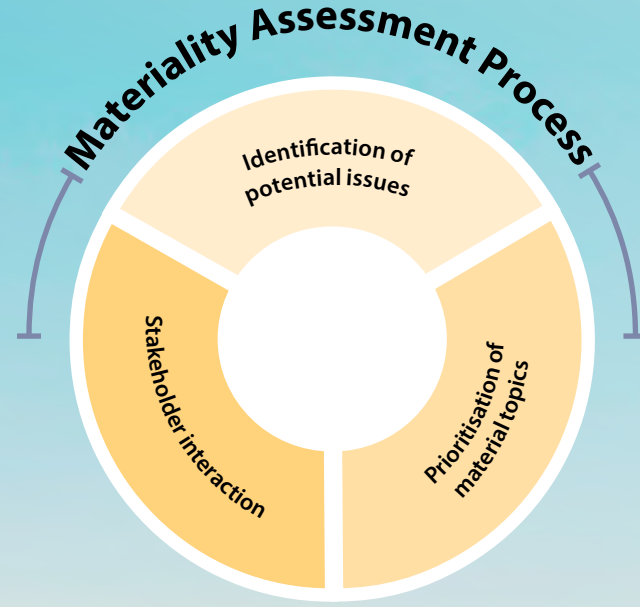 Materiality Assessment Process
Identification of
potential issues
Stakeholder interaction
Prioritisation of
material topics